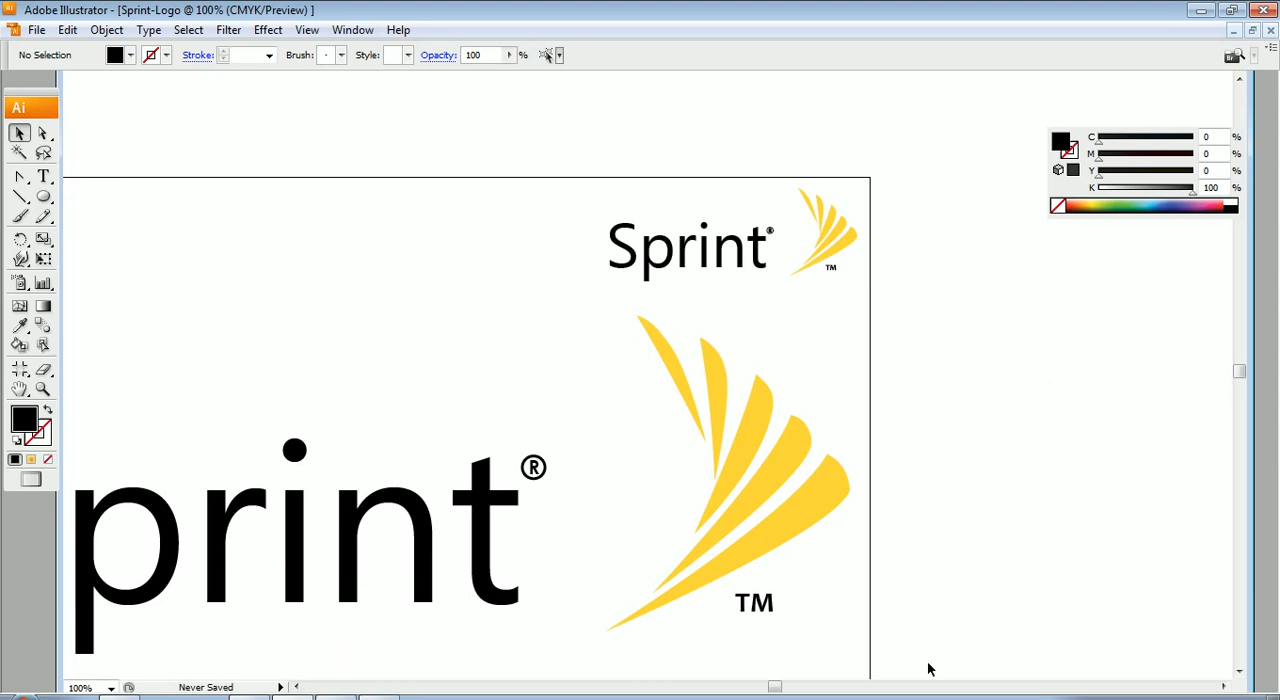 Adobe Illustrator - [Sprint-Logo @ 100% (CMYK/Preview) ]
File Edit Object Type Select Filter Effect View Window Help
No Selection Stroke: Brush: Style: Opacity: 100 %
Ai
C 0 %
M 0 %
Y 0 %
K 100 %
T
Sprint®
TM
print®
TM
100% Never Saved